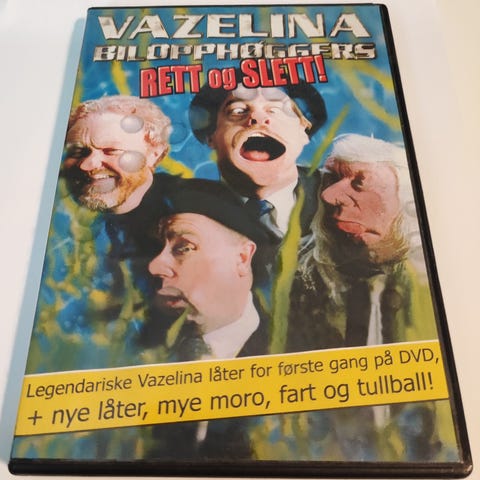 VAZELINA
BILOPPHØGGERS
RETT og SLETT!
Legendariske Vazelina låter for første gang på DVD,
+ nye låter, mye moro, fart og tullball!